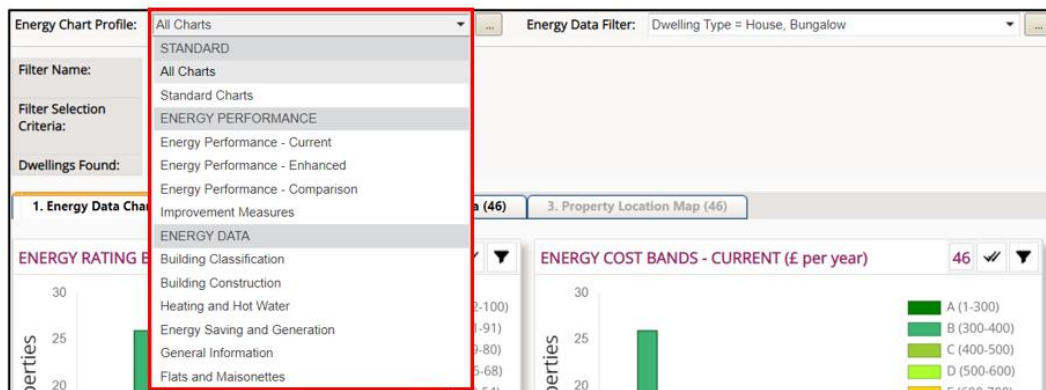 Energy Chart Profile: All Charts ... Energy Data Filter: Dwelling Type = House, Bungalow ...
STANDARD
Filter Name:
All Charts
Standard Charts
Filter Selection
Criteria:
ENERGY PERFORMANCE
Energy Performance - Current
Dwellings Found:
Energy Performance - Enhanced
Energy Performance - Comparison
1. Energy Data Char (46) 3. Property Location Map (46)
Improvement Measures
ENERGY DATA
ENERGY RATING ENERGY COST BANDS - CURRENT (£ per year) 46
Building Classification
Building Construction
30 30
Heating and Hot Water
-100) A (1-300)
Energy Saving and Generation
-91) B (300-400)
25 25
General Information
-80) C (400-500)
Flats and Maisonettes
-68) D (500-600)
20 20